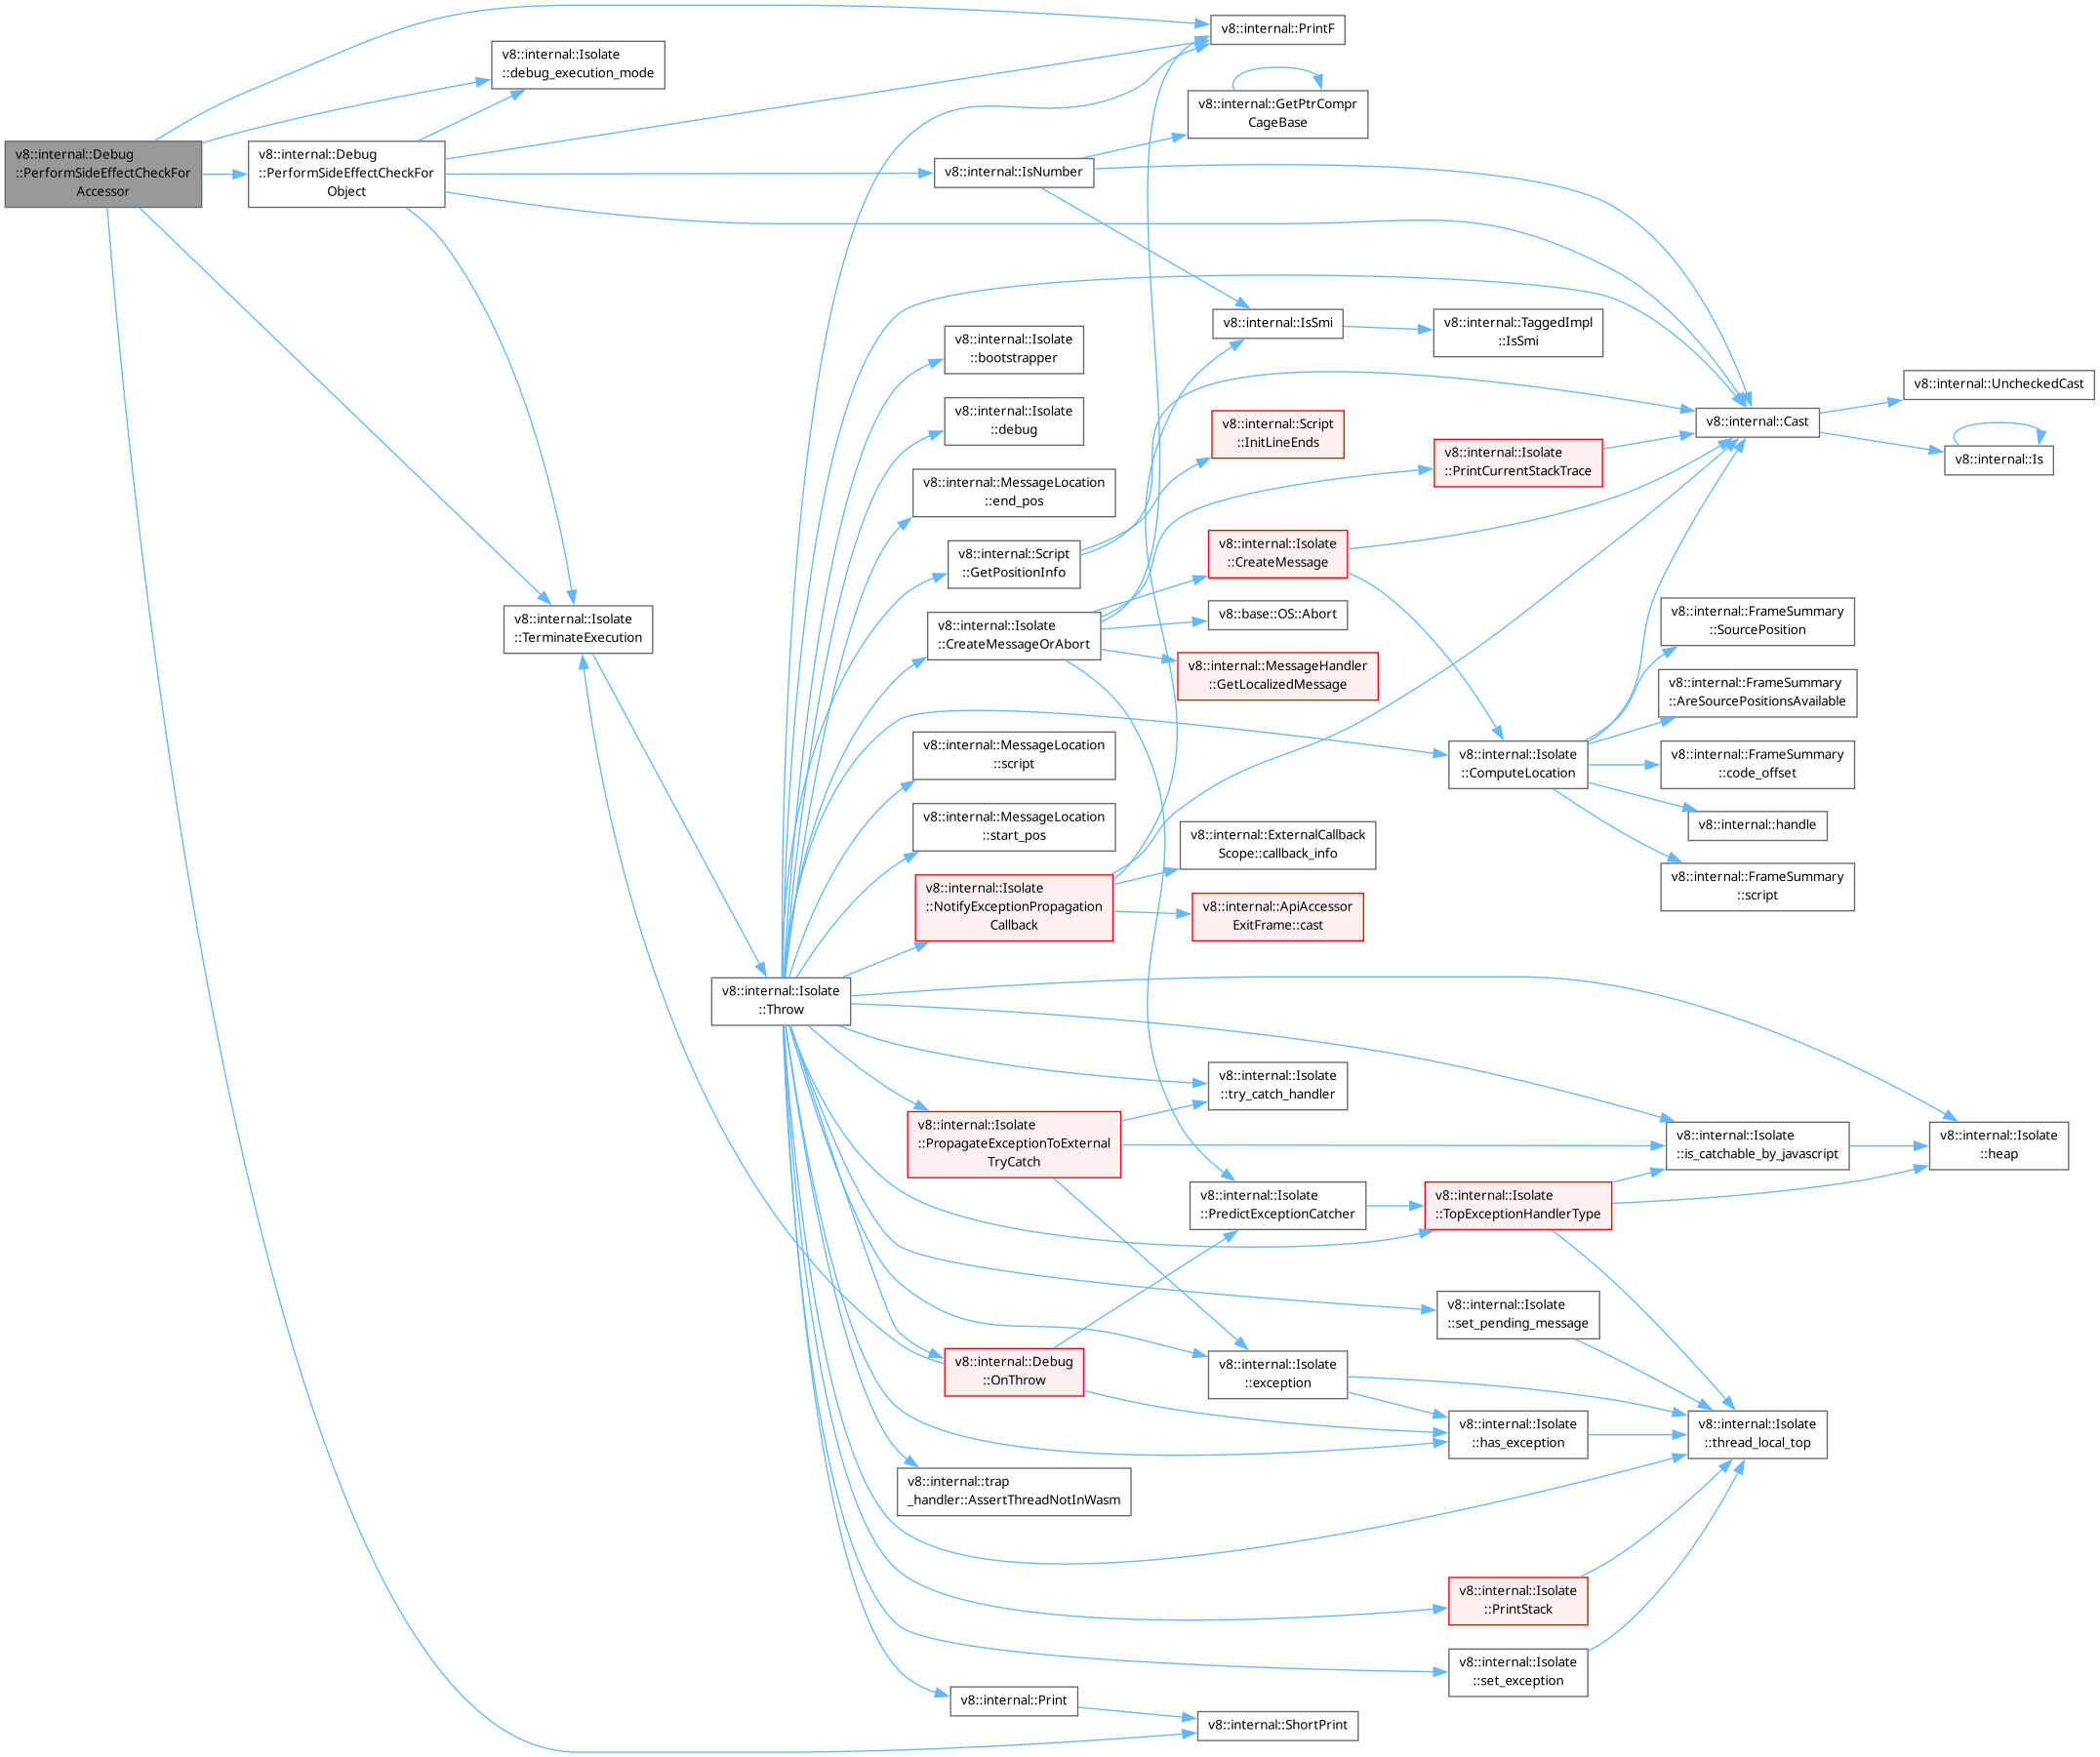 v8::internal::Debug
::PerformSideEffectCheckFor
Accessor
v8::internal::Isolate
::debug_execution_mode
v8::internal::Debug
::PerformSideEffectCheckFor
Object
v8::internal::Isolate
::TerminateExecution
v8::internal::Isolate
::Throw
v8::internal::IsNumber
v8::internal::Isolate
::bootstrapper
v8::internal::Isolate
::debug
v8::internal::MessageLocation
::end_pos
v8::internal::Script
::GetPositionInfo
v8::internal::Isolate
::CreateMessageOrAbort
v8::internal::MessageLocation
::script
v8::internal::MessageLocation
::start_pos
v8::internal::Isolate
::NotifyExceptionPropagation
Callback
v8::internal::Isolate
::PropagateExceptionToExternal
TryCatch
v8::internal::Debug
::OnThrow
v8::internal::trap
_handler::AssertThreadNotInWasm
v8::internal::Print
v8::internal::PrintF
v8::internal::GetPtrCompr
CageBase
v8::internal::IsSmi
v8::internal::Script
::InitLineEnds
v8::internal::Isolate
::CreateMessage
v8::base::OS::Abort
v8::internal::MessageHandler
::GetLocalizedMessage
v8::internal::ExternalCallback
Scope::callback_info
v8::internal::ApiAccessor
ExitFrame::cast
v8::internal::Isolate
::try_catch_handler
v8::internal::Isolate
::PredictExceptionCatcher
v8::internal::Isolate
::exception
v8::internal::ShortPrint
v8::internal::TaggedImpl
::IsSmi
v8::internal::Isolate
::PrintCurrentStackTrace
v8::internal::Isolate
::ComputeLocation
v8::internal::Isolate
::TopExceptionHandlerType
v8::internal::Isolate
::set_pending_message
v8::internal::Isolate
::has_exception
v8::internal::Isolate
::PrintStack
v8::internal::Isolate
::set_exception
v8::internal::Cast
v8::internal::FrameSummary
::SourcePosition
v8::internal::FrameSummary
::AreSourcePositionsAvailable
v8::internal::FrameSummary
::code_offset
v8::internal::handle
v8::internal::FrameSummary
::script
v8::internal::Isolate
::is_catchable_by_javascript
v8::internal::Isolate
::thread_local_top
v8::internal::UncheckedCast
v8::internal::Is
v8::internal::Isolate
::heap